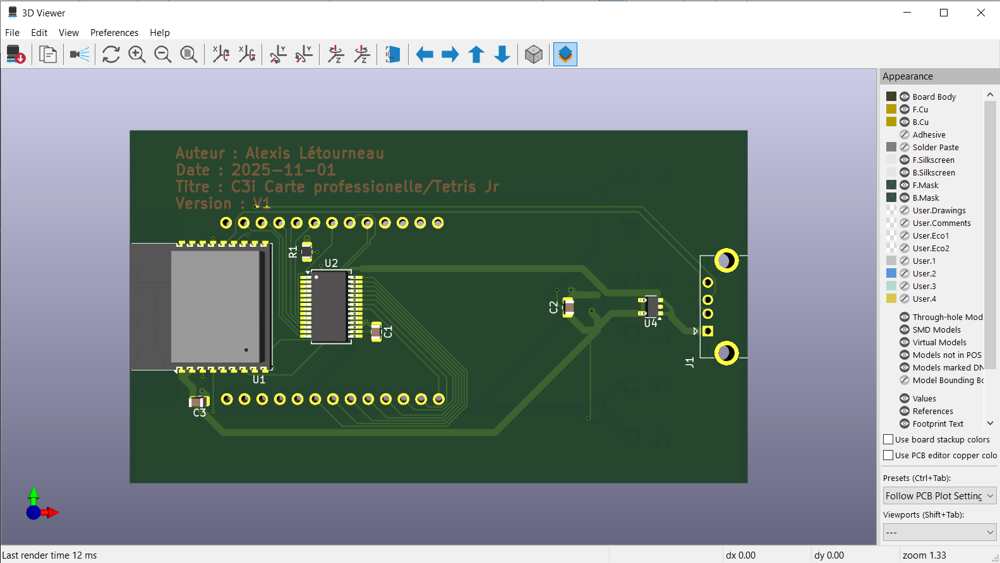 3D Viewer
File Edit View Preferences Help
Appearance
Board Body
F.Cu
B.Cu
Adhesive
Solder Paste
F.Silkscreen
B.Silkscreen
F.Mask
B.Mask
User.Drawings
User.Comments
User.Eco1
User.Eco2
User.1
User.2
User.3
User.4
Through-hole Mod
SMD Models
Virtual Models
Models not in POS
Models marked DN
Model Bounding Bo
Values
References
Footprint Text
Use board stackup colors
Use PCB editor copper colo
Presets (Ctrl+Tab):
Follow PCB Plot Setting
Viewports (Shift+Tab):
---
Auteur : Alexis Létourneau
Date : 2025-11-01
Titre : C3i Carte professionelle/Tetris Jr
Version : V1
R1
U2
C2
U4
C1
J1
U1
C3
Last render time 12 ms
dx 0.00
dy 0.00
zoom 1.33